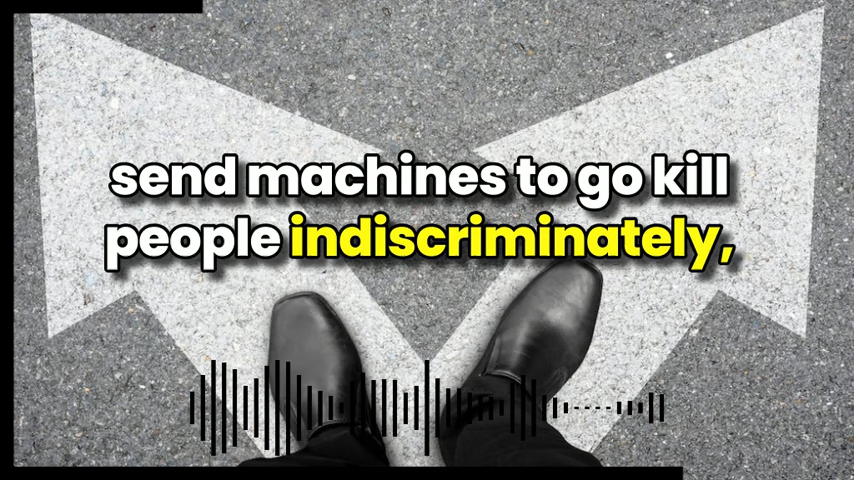 send machines to go kill
people indiscriminately,